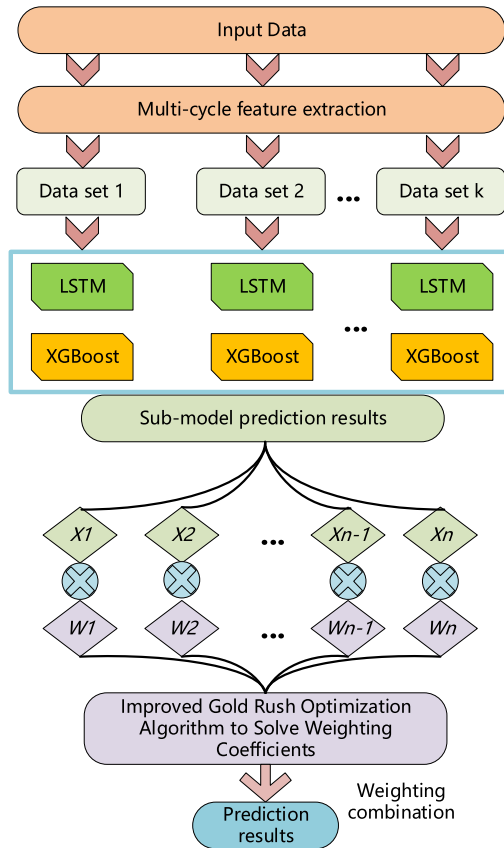 Input Data
Multi-cycle feature extraction
Data set 1
Data set 2
...
Data set k
LSTM
LSTM
LSTM
...
XGBoost
XGBoost
XGBoost
Sub-model prediction results
X1
X2
...
Xn-1
Xn
W1
W2
...
Wn-1
Wn
Improved Gold Rush Optimization
Algorithm to Solve Weighting
Coefficients
Weighting
combination
Prediction
results